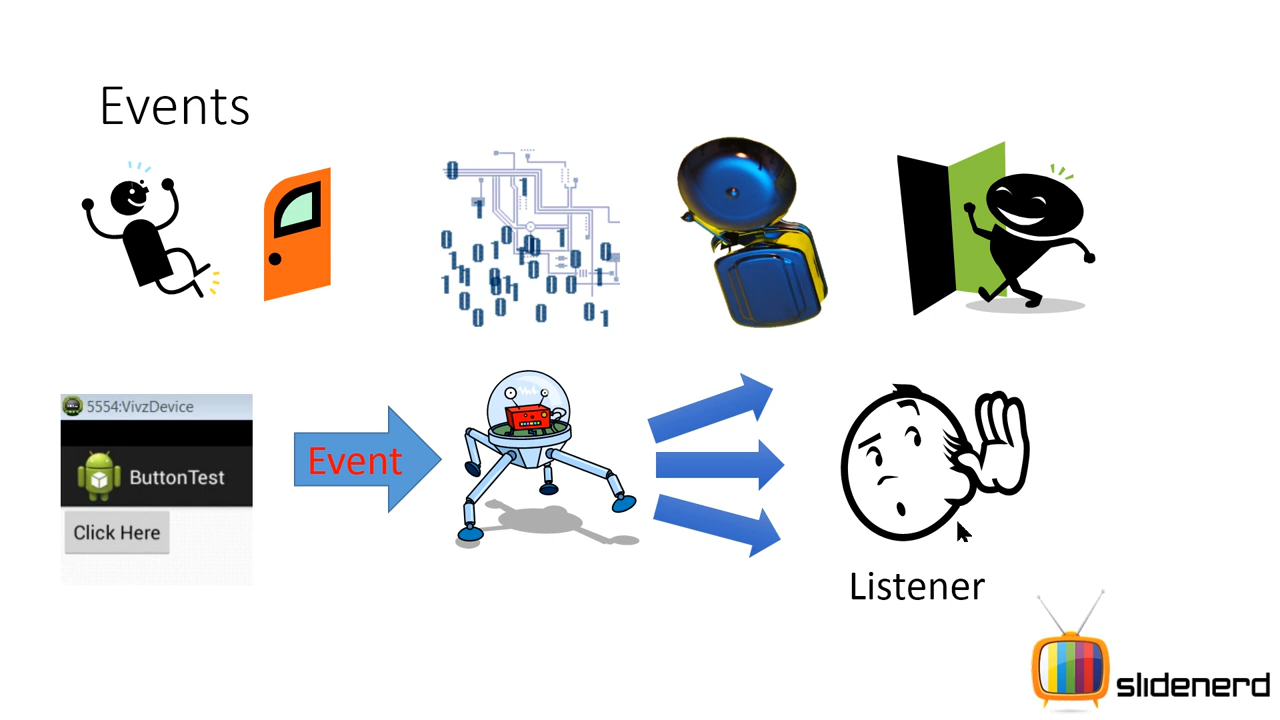 Events
5554:VivzDevice
ButtonTest
Click Here
Event
Listener
slidenerd